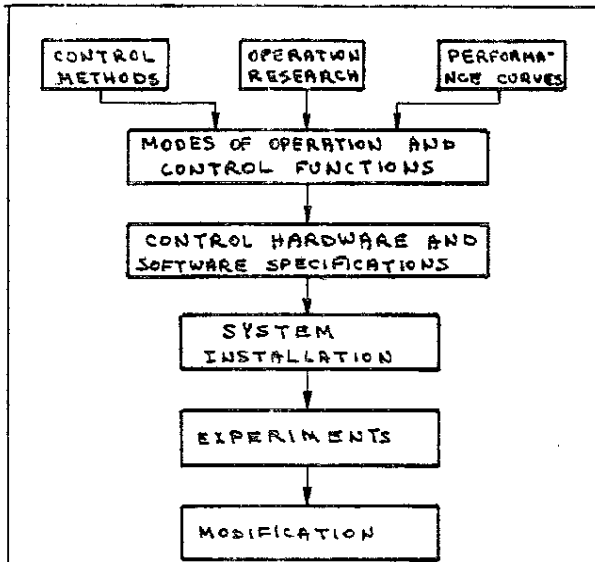 CONTROL
METHODS
OPERATION
RESEARCH
PERFORMA-
NCE CURVES
MODES OF OPERATION AND
CONTROL FUNCTIONS
CONTROL HARDWARE AND
SOFTWARE SPECIFICATIONS
SYSTEM
INSTALLATION
EXPERIMENTS
MODIFICATION